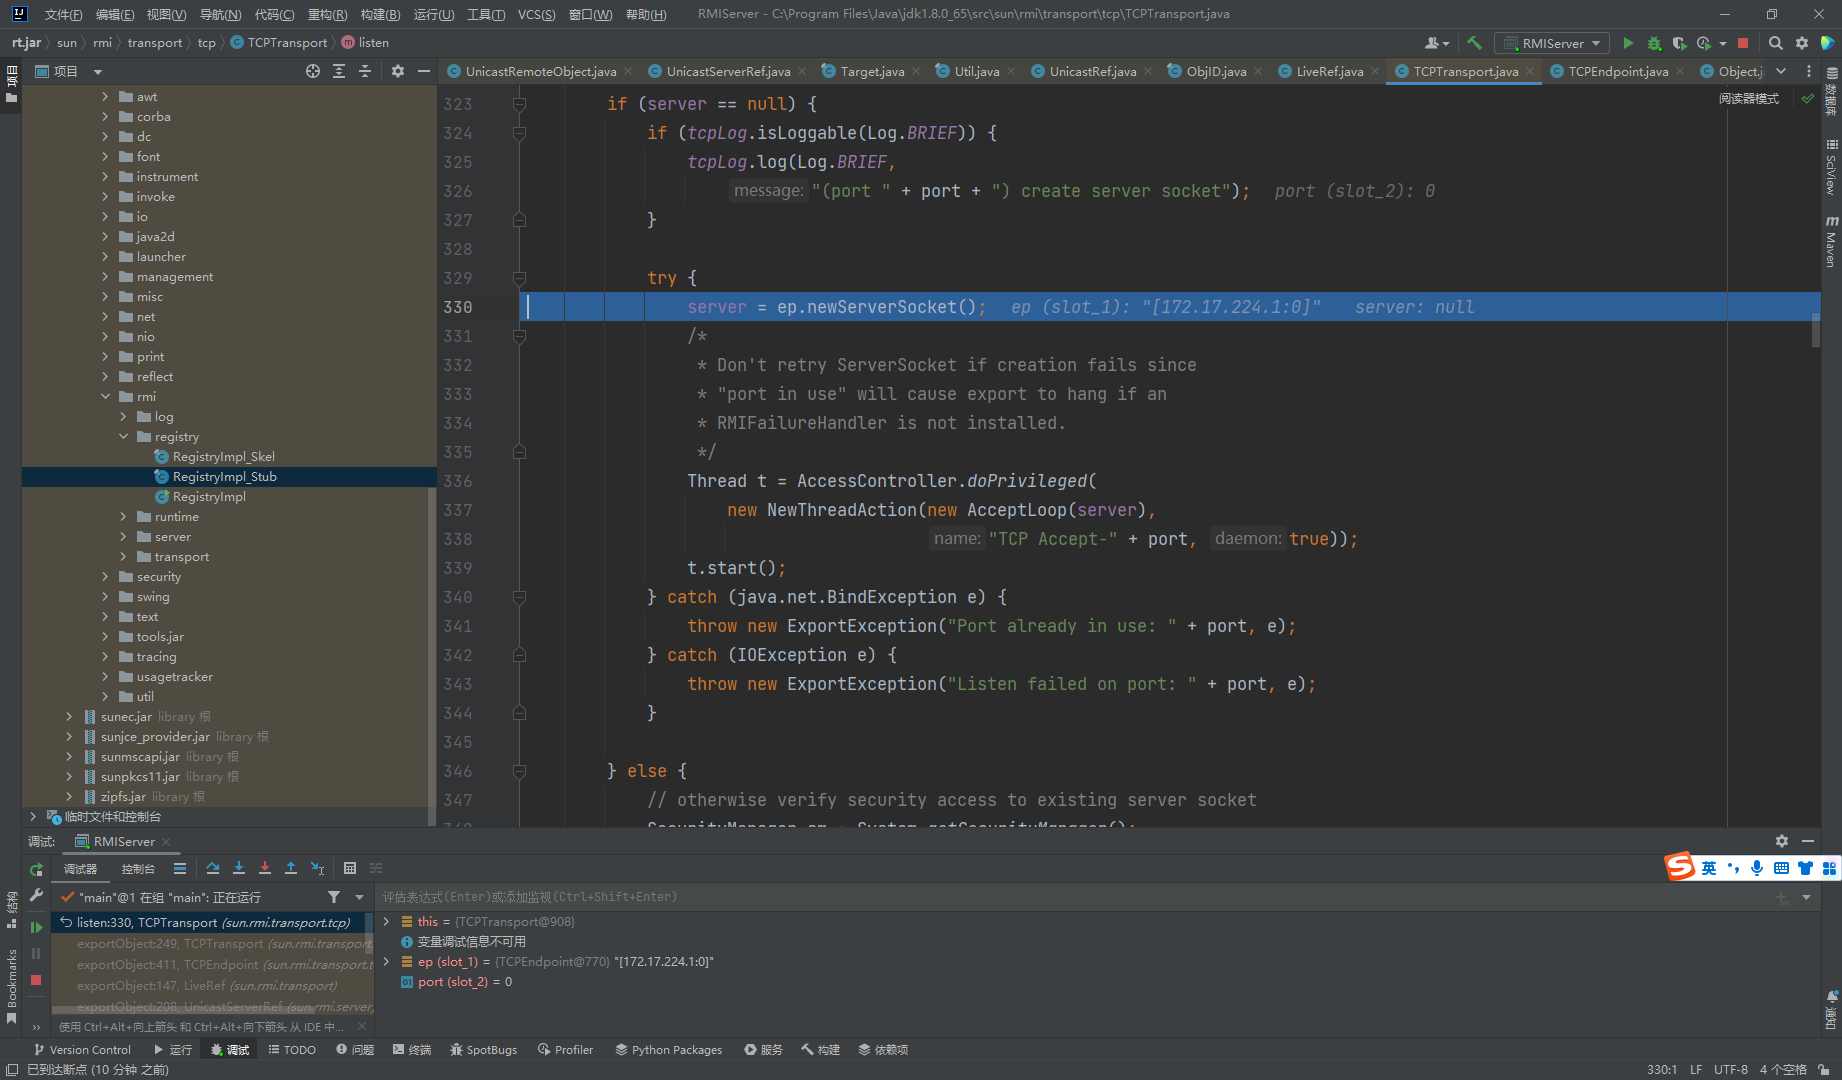 文件(F) 编辑(E) 视图(V) 导航(N) 代码(C) 重构(R) 构建(B) 运行(U) 工具(T) VCS(S) 窗口(W) 帮助(H) RMIServer - C:\Program Files\Java\jdk1.8.0_65\src\sun\rmi\transport\tcp\TCPTransport.java
rt.jar sun rmi transport tcp TCPTransport listen RMIServer
项目
UnicastRemoteObject.java UnicastServerRef.java Target.java Util.java UnicastRef.java ObjID.java LiveRef.java TCPTransport.java TCPEndpoint.java Object.j
项目
awt
corba
dc
font
instrument
invoke
io
java2d
launcher
management
misc
net
nio
print
reflect
rmi
log
registry
RegistryImpl_Skel
RegistryImpl_Stub
RegistryImpl
runtime
server
transport
security
swing
text
tools.jar
tracing
usagetracker
util
sunec.jar library 根
sunjce_provider.jar library 根
sunmscapi.jar library 根
sunpkcs11.jar library 根
zipfs.jar library 根
临时文件和控制台
阅读器模式
323 if (server == null) {
324 if (tcpLog.isLoggable(Log.BRIEF)) {
325 tcpLog.log(Log.BRIEF,
326 message: "(port " + port + ") create server socket"); port (slot_2): 0
327 }
328
329 try {
330 server = ep.newServerSocket(); ep (slot_1): "[172.17.224.1:0]" server: null
331 /*
332 * Don't retry ServerSocket if creation fails since
333 * "port in use" will cause export to hang if an
334 * RMIFailureHandler is not installed.
335 */
336 Thread t = AccessController.doPrivileged(
337 new NewThreadAction(new AcceptLoop(server),
338 name: "TCP Accept-" + port, daemon: true));
339 t.start();
340 } catch (java.net.BindException e) {
341 throw new ExportException("Port already in use: " + port, e);
342 } catch (IOException e) {
343 throw new ExportException("Listen failed on port: " + port, e);
344 }
345
346 } else {
347 // otherwise verify security access to existing server socket
数据库
SciView
m Maven
通知
结构
Bookmarks
调试: RMIServer
调试器 控制台
"main"@1 在组 "main": 正在运行
listen:330, TCPTransport (sun.rmi.transport.tcp)
exportObject:249, TCPTransport (sun.rmi.transport.
exportObject:411, TCPEndpoint (sun.rmi.transport.t
exportObject:147, LiveRef (sun.rmi.transport)
exportObject:208, UnicastServerRef (sun.rmi.server)
使用 Ctrl+Alt+向上箭头 和 Ctrl+Alt+向下箭头 从 IDE 中...
评估表达式(Enter)或添加监视(Ctrl+Shift+Enter)
this = {TCPTransport@908}
变量调试信息不可用
ep (slot_1) = {TCPEndpoint@770} "[172.17.224.1:0]"
port (slot_2) = 0
英
Version Control 运行 调试 TODO 问题 终端 SpotBugs Profiler Python Packages 服务 构建 依赖项
已到达断点 (10 分钟 之前) 330:1 LF UTF-8 4 个空格